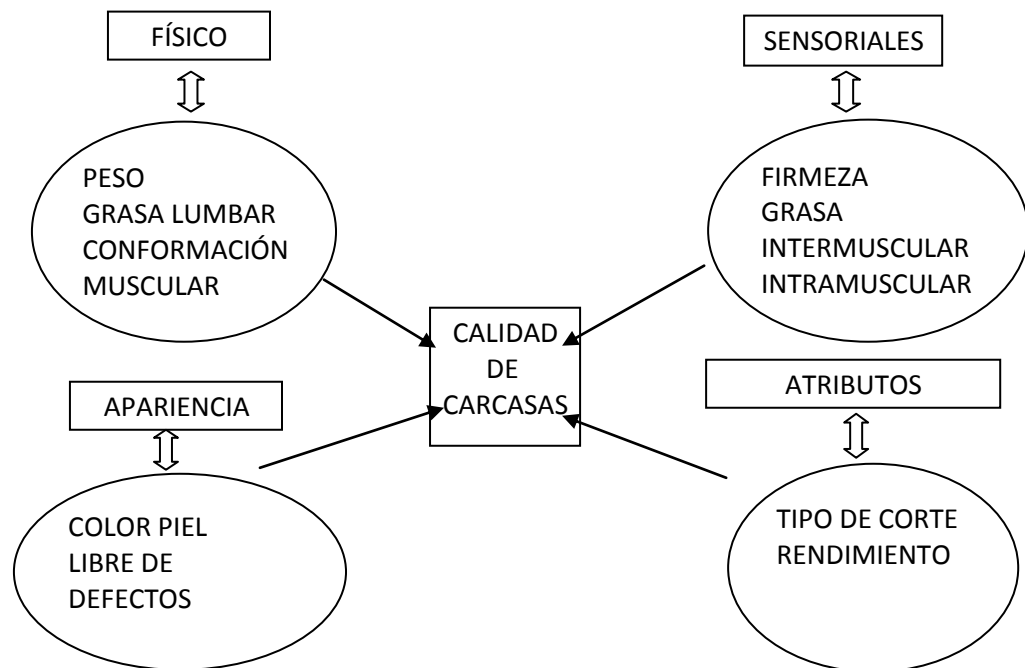 FÍSICO
SENSORIALES
PESO
GRASA LUMBAR
CONFORMACIÓN
MUSCULAR
FIRMEZA
GRASA
INTERMUSCULAR
INTRAMUSCULAR
CALIDAD
DE
CARCASAS
APARIENCIA
ATRIBUTOS
COLOR PIEL
LIBRE DE
DEFECTOS
TIPO DE CORTE
RENDIMIENTO